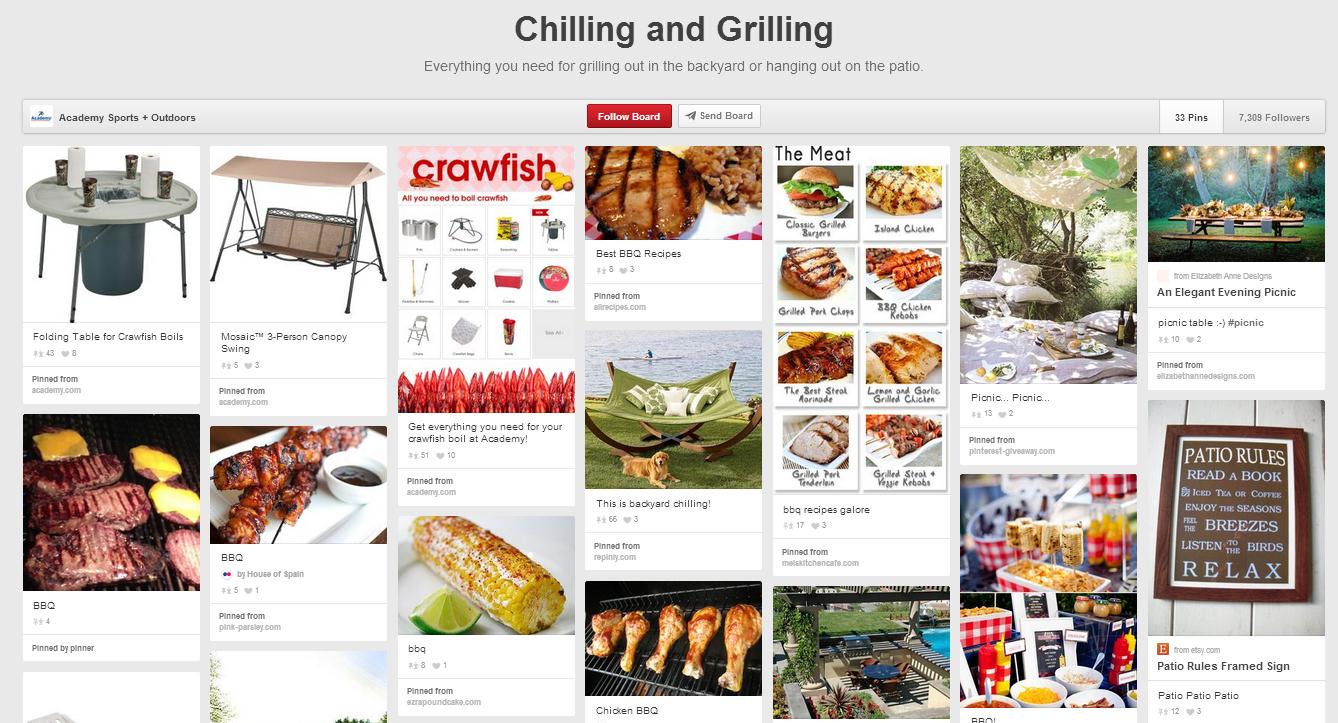 Chilling and Grilling
Everything you need for grilling out in the backyard or hanging out on the patio.
Academy
Academy Sports + Outdoors
Follow Board
Send Board
33 Pins
7,309 Followers
Folding Table for Crawfish Boils
43 8
Pinned from
academy.com
BBQ
4
Pinned by pinner
Mosaic™ 3-Person Canopy
Swing
5 3
Pinned from
academy.com
BBQ
by House of Spain
5 1
Pinned from
pink-parsley.com
crawfish
All you need to boil crawfish
NEW
Pots
Seasoning
Tables
Gloves
Coolers
Platters
Chairs
Crawfish Bags
See All
Get everything you need for your
crawfish boil at Academy!
51 10
Pinned from
academy.com
bbq
8 1
Pinned from
ezrapoundcake.com
Best BBQ Recipes
8 3
Pinned from
allrecipes.com
This is backyard chilling!
66 3
Pinned from
repinly.com
Chicken BBQ
The Meat
Classic Grilled
Burgers
Island Chicken
Grilled Pork Chops
BBQ Chicken
Kebabs
The Best Steak
Marinade
Lemon and Garlic
Grilled Chicken
Grilled Pork
Tenderloin
Grilled Steak +
Veggie Kebabs
bbq recipes galore
17 3
Pinned from
melskitchencafe.com
Picnic... Picnic...
13 2
Pinned from
pinterest-giveaway.com
BBQ!
from Elizabeth Anne Designs
An Elegant Evening Picnic
picnic table :-) #picnic
10 2
Pinned from
elizabethannedesigns.com
PATIO RULES
READ A BOOK
ICED TEA OR COFFEE
ENJOY THE SEASONS
FEEL THE BREEZES
LISTEN TO THE BIRDS
RELAX
E
from etsy.com
Patio Rules Framed Sign
Patio Patio Patio
12 3